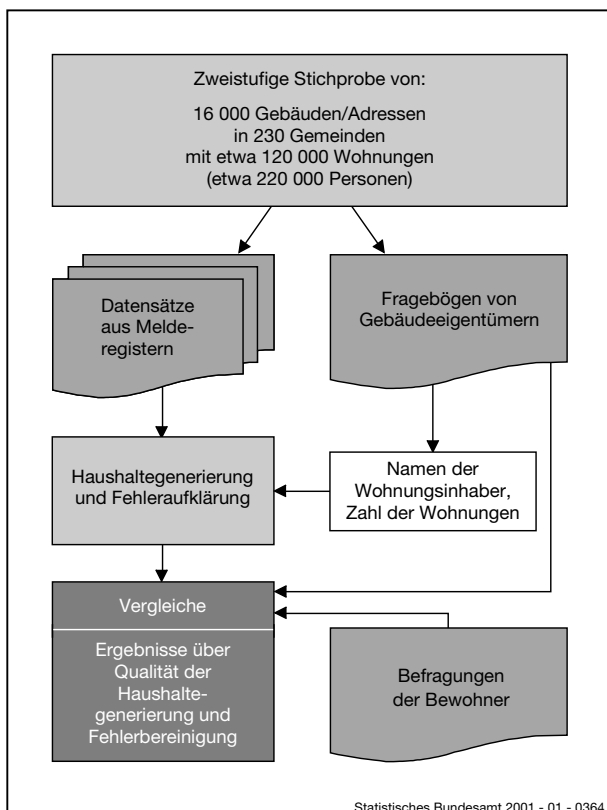 Zweistufige Stichprobe von:
16 000 Gebäuden/Adressen
in 230 Gemeinden
mit etwa 120 000 Wohnungen
(etwa 220 000 Personen)
Datensätze
aus Melde-
registern
Fragebögen von
Gebäudeeigentümern
Haushaltegenerierung
und Fehleraufklärung
Namen der
Wohnungsinhaber,
Zahl der Wohnungen
Vergleiche
Ergebnisse über
Qualität der
Haushalte-
generierung und
Fehlerbereinigung
Befragungen
der Bewohner
Statistisches Bundesamt 2001 - 01 - 0364